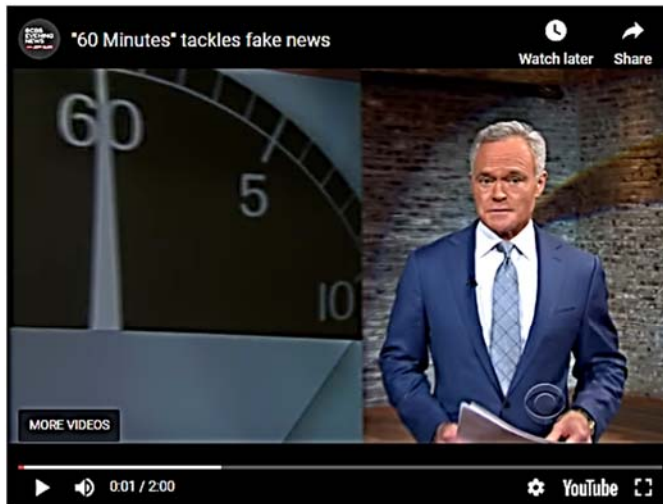 "60 Minutes" tackles fake news
Watch later
Share
60
5
10
MORE VIDEOS
0:01 / 2:00
YouTube